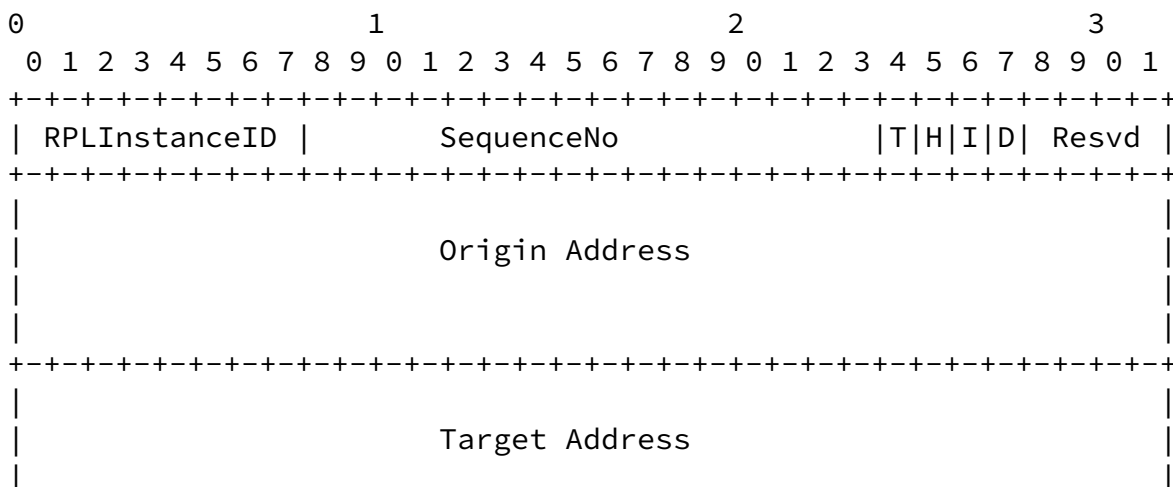 0                   1                   2                   3
 0 1 2 3 4 5 6 7 8 9 0 1 2 3 4 5 6 7 8 9 0 1 2 3 4 5 6 7 8 9 0 1
+-+-+-+-+-+-+-+-+-+-+-+-+-+-+-+-+-+-+-+-+-+-+-+-+-+-+-+-+-+-+-+-+
| RPLInstanceID |       SequenceNo              |T|H|I|D| Resvd |
+-+-+-+-+-+-+-+-+-+-+-+-+-+-+-+-+-+-+-+-+-+-+-+-+-+-+-+-+-+-+-+-+
|                                                               |
|                       Origin Address                          |
|                                                               |
|                                                               |
+-+-+-+-+-+-+-+-+-+-+-+-+-+-+-+-+-+-+-+-+-+-+-+-+-+-+-+-+-+-+-+-+
|                                                               |
|                       Target Address                          |
|                                                               |